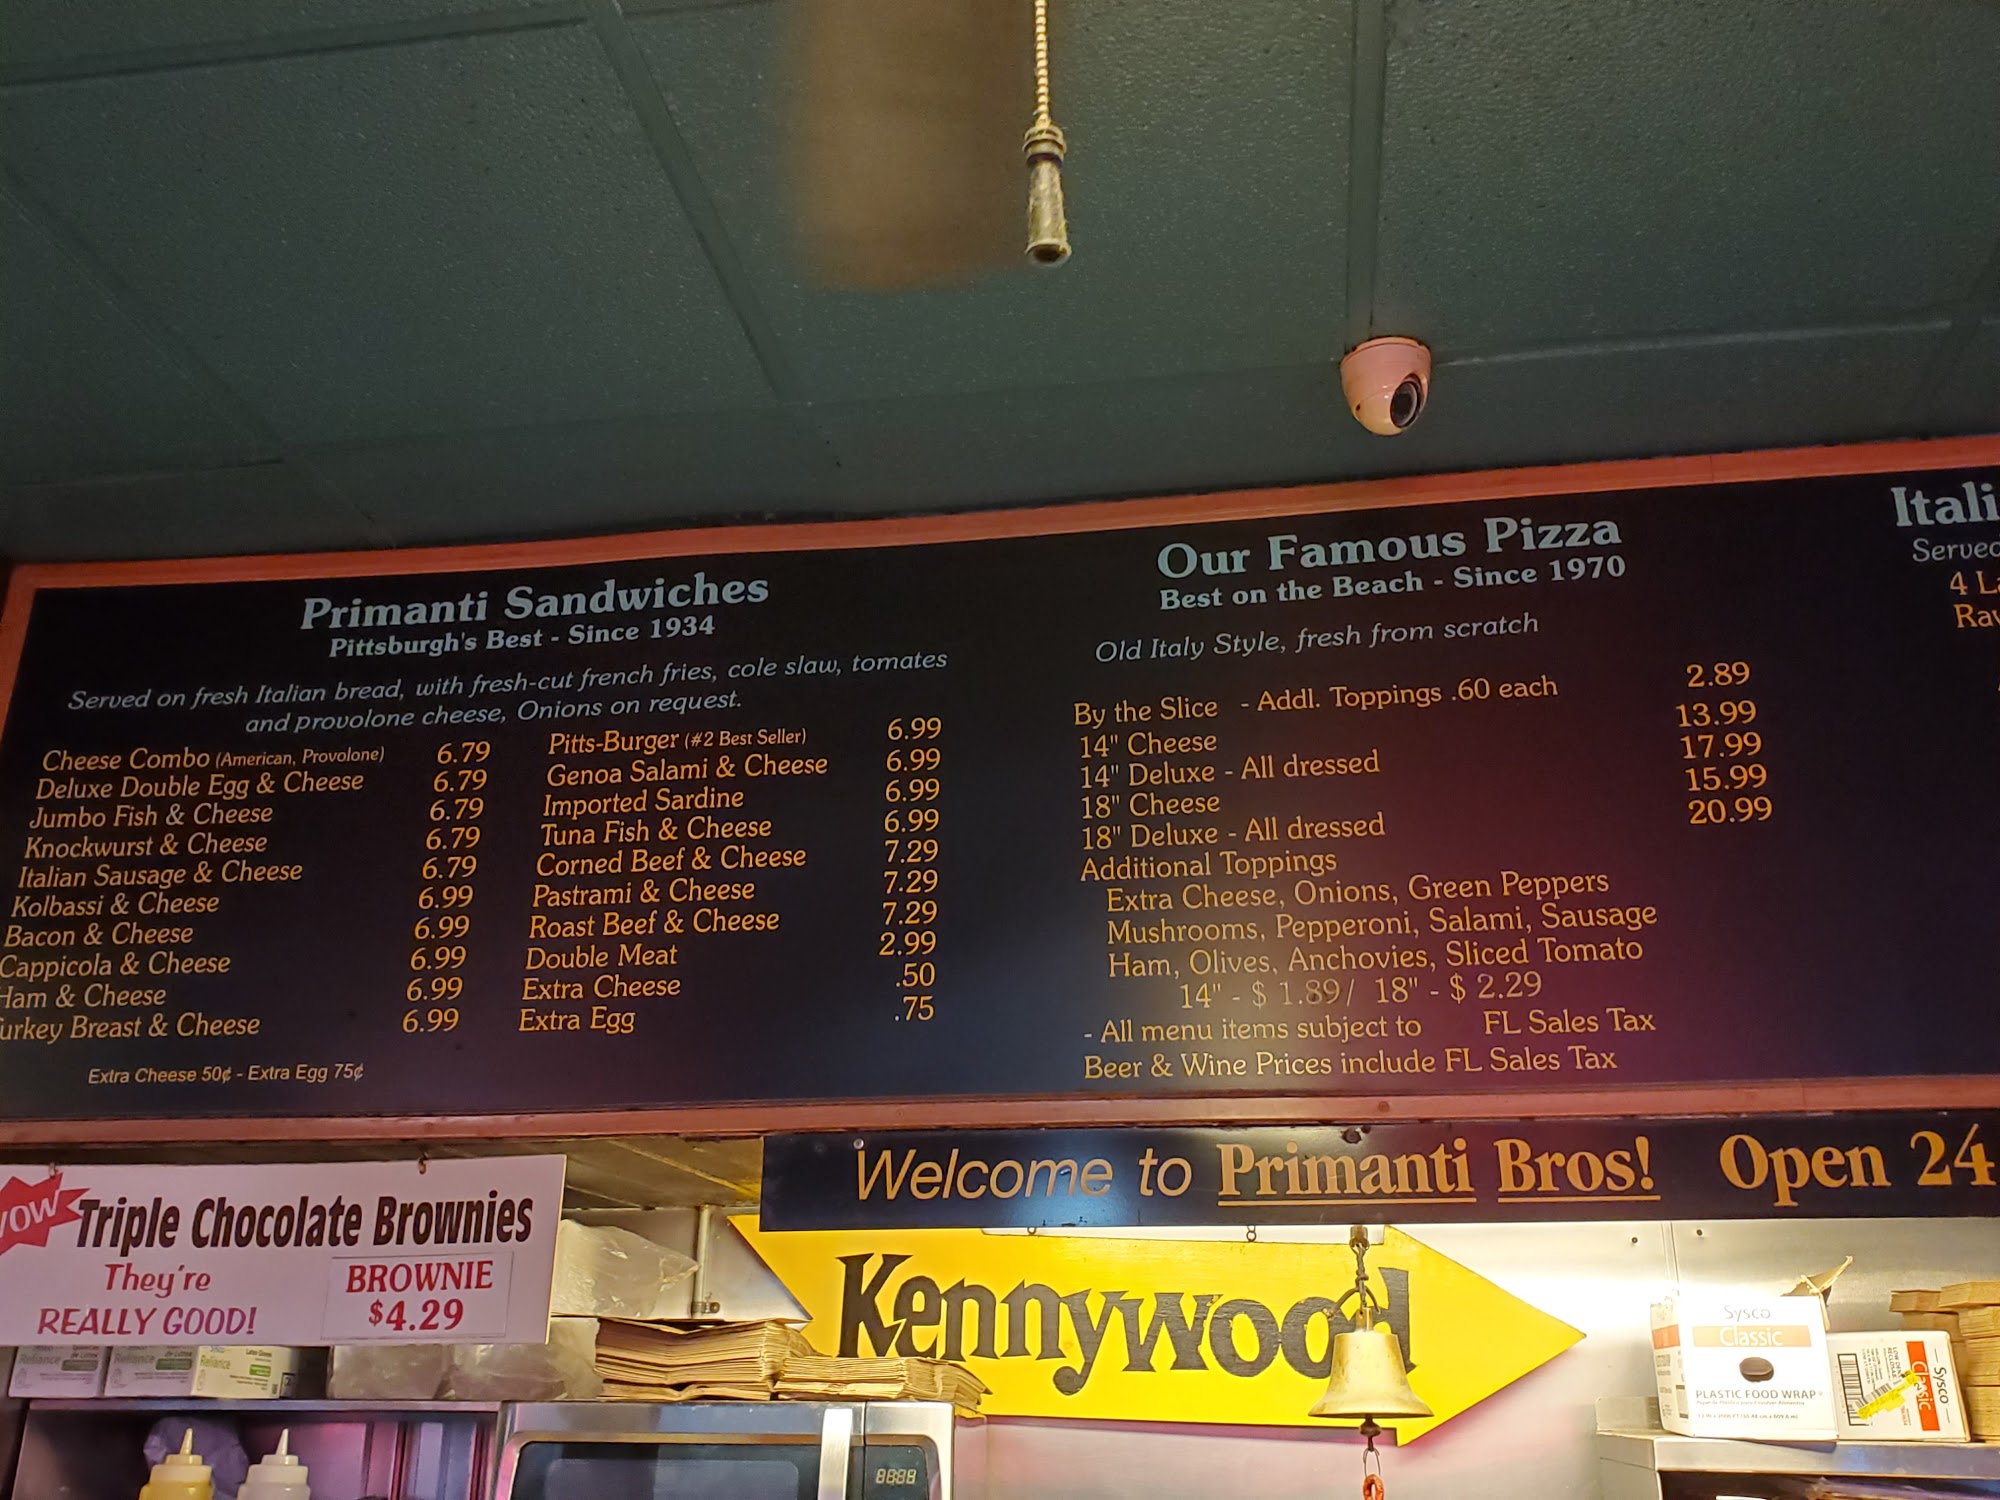 Primanti Sandwiches
Pittsburgh's Best - Since 1934
Served on fresh Italian bread, with fresh-cut french fries, cole slaw, tomates
and provolone cheese, Onions on request.
Cheese Combo (American, Provolone) 6.79
Deluxe Double Egg & Cheese 6.79
Jumbo Fish & Cheese 6.79
Knockwurst & Cheese 6.79
Italian Sausage & Cheese 6.79
Kolbassi & Cheese 6.99
Bacon & Cheese 6.99
Cappicola & Cheese 6.99
Ham & Cheese 6.99
urkey Breast & Cheese 6.99
Extra Cheese 50¢ - Extra Egg 75¢
Pitts-Burger (#2 Best Seller) 6.99
Genoa Salami & Cheese 6.99
Imported Sardine 6.99
Tuna Fish & Cheese 6.99
Corned Beef & Cheese 7.29
Pastrami & Cheese 7.29
Roast Beef & Cheese 7.29
Double Meat 2.99
Extra Cheese .50
Extra Egg .75
Our Famous Pizza
Best on the Beach - Since 1970
Old Italy Style, fresh from scratch
By the Slice - Addl. Toppings .60 each 2.89
14" Cheese 13.99
14" Deluxe - All dressed 17.99
18" Cheese 15.99
18" Deluxe - All dressed 20.99
Additional Toppings
Extra Cheese, Onions, Green Peppers
Mushrooms, Pepperoni, Salami, Sausage
Ham, Olives, Anchovies, Sliced Tomato
14" - $ 1.89/ 18" - $ 2.29
- All menu items subject to FL Sales Tax
Beer & Wine Prices include FL Sales Tax
Itali
Served
4 La
Rav
Welcome to Primanti Bros! Open 24
WOW
Triple Chocolate Brownies
They're
REALLY GOOD!
BROWNIE
$4.29
Kennywood
Reliance
Reliance
Reliance
Sysco
Classic
PLASTIC FOOD WRAP
Sysco
Classic